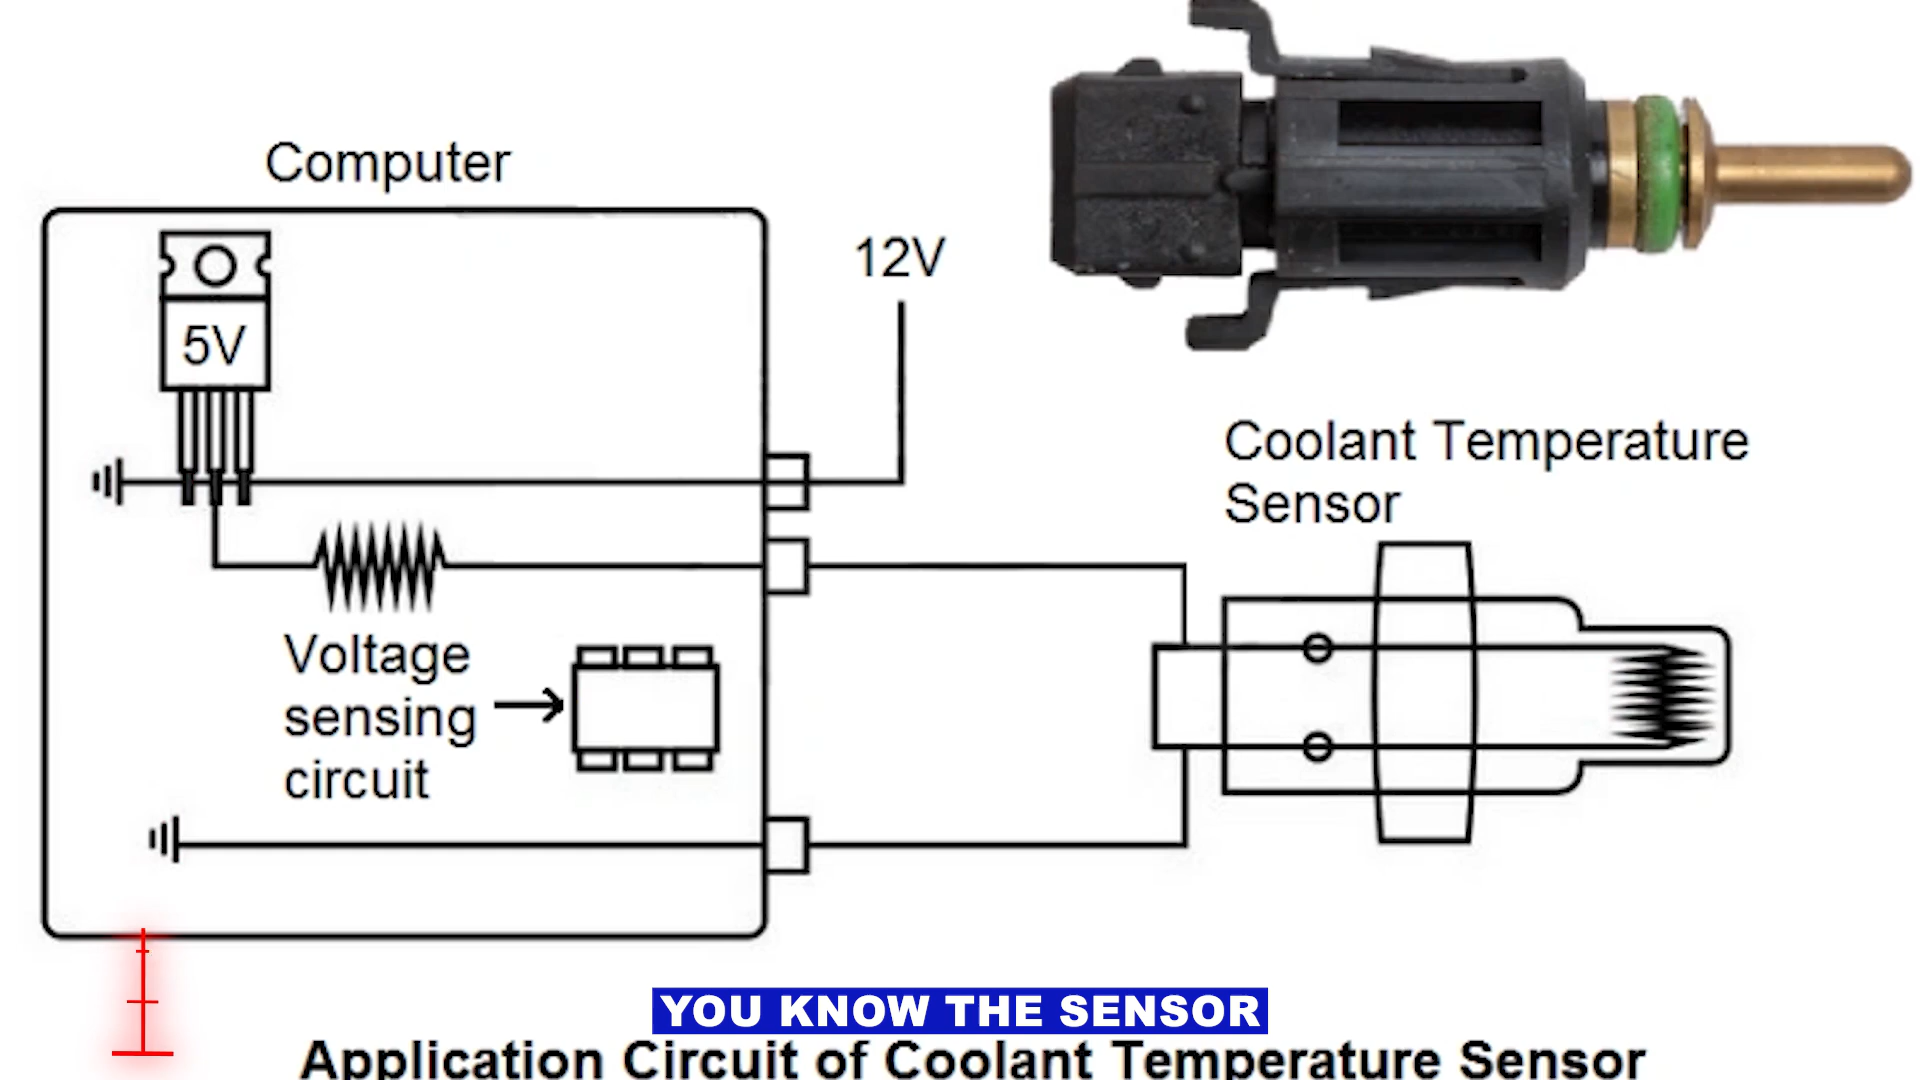 Computer
5V
12V
Coolant Temperature
Sensor
Voltage
sensing
circuit
YOU KNOW THE SENSOR
Application Circuit of Coolant Temperature Sensor